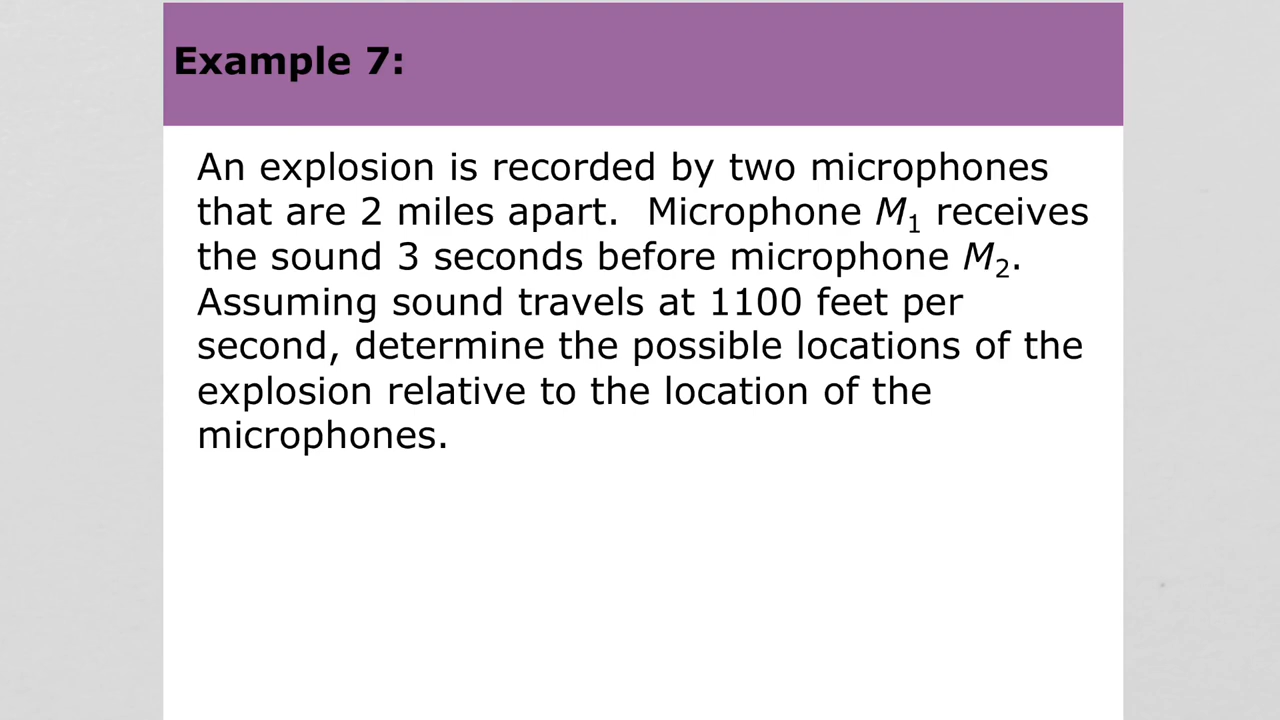 Example 7:
An explosion is recorded by two microphones
that are 2 miles apart.  Microphone M₁ receives
the sound 3 seconds before microphone M₂.
Assuming sound travels at 1100 feet per
second, determine the possible locations of the
explosion relative to the location of the
microphones.